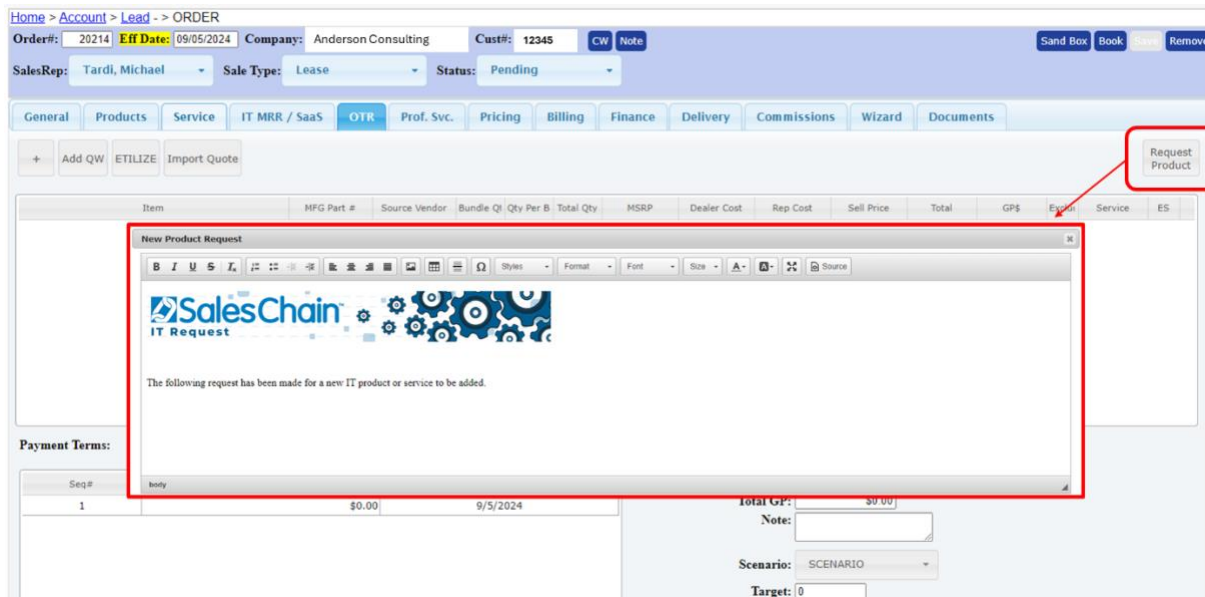 Home > Account > Lead - > ORDER
Order#: 20214 Eff Date: 09/05/2024 Company: Anderson Consulting Cust#: 12345 CW Note Sand Box Book Save Remove
SalesRep: Tardi, Michael Sale Type: Lease Status: Pending
General Products Service IT MRR / SaaS OTR Prof. Svc. Pricing Billing Finance Delivery Commissions Wizard Documents
+ Add QW ETILIZE Import Quote Request
Product
Item MFG Part # Source Vendor Bundle Qt Qty Per B Total Qty MSRP Dealer Cost Rep Cost Sell Price Total GP$ Exclui Service ES
New Product Request
B I U S Ix Ω Styles Format Font Size A A Source
SalesChain
IT Request
The following request has been made for a new IT product or service to be added.
Payment Terms:
Seq# body
1 $0.00 9/5/2024 Total GP: $0.00
Note:
Scenario: SCENARIO
Target: 0